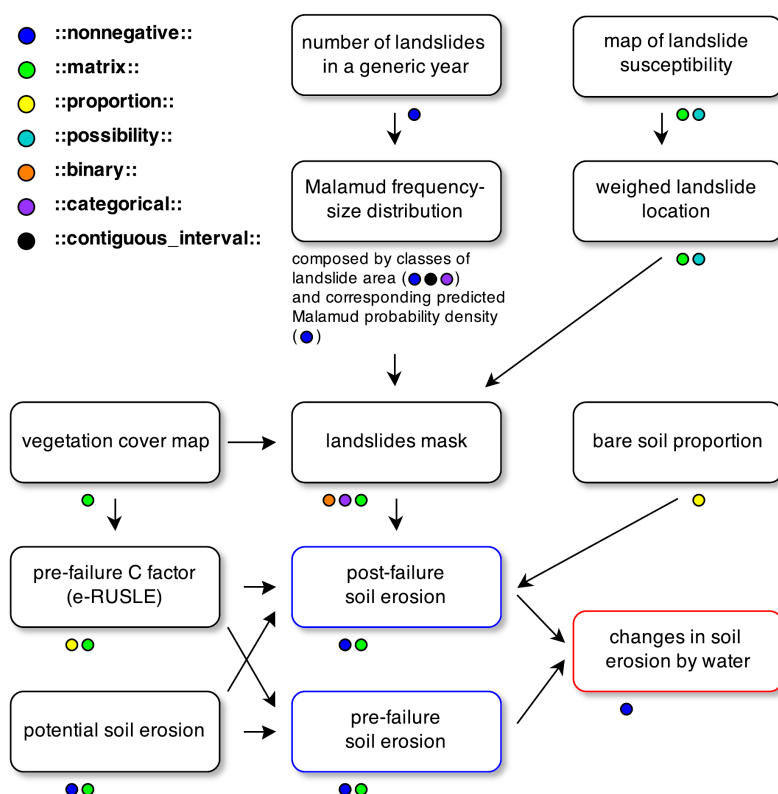 ::nonnegative::
::matrix::
::proportion::
::possibility::
::binary::
::categorical::
::contiguous_interval::
number of landslides
in a generic year
map of landslide
susceptibility
Malamud frequency-
size distribution
weighed landslide
location
composed by classes of
landslide area ( )
and corresponding predicted
Malamud probability density
( )
vegetation cover map
landslides mask
bare soil proportion
pre-failure C factor
(e-RUSLE)
post-failure
soil erosion
changes in soil
erosion by water
potential soil erosion
pre-failure
soil erosion